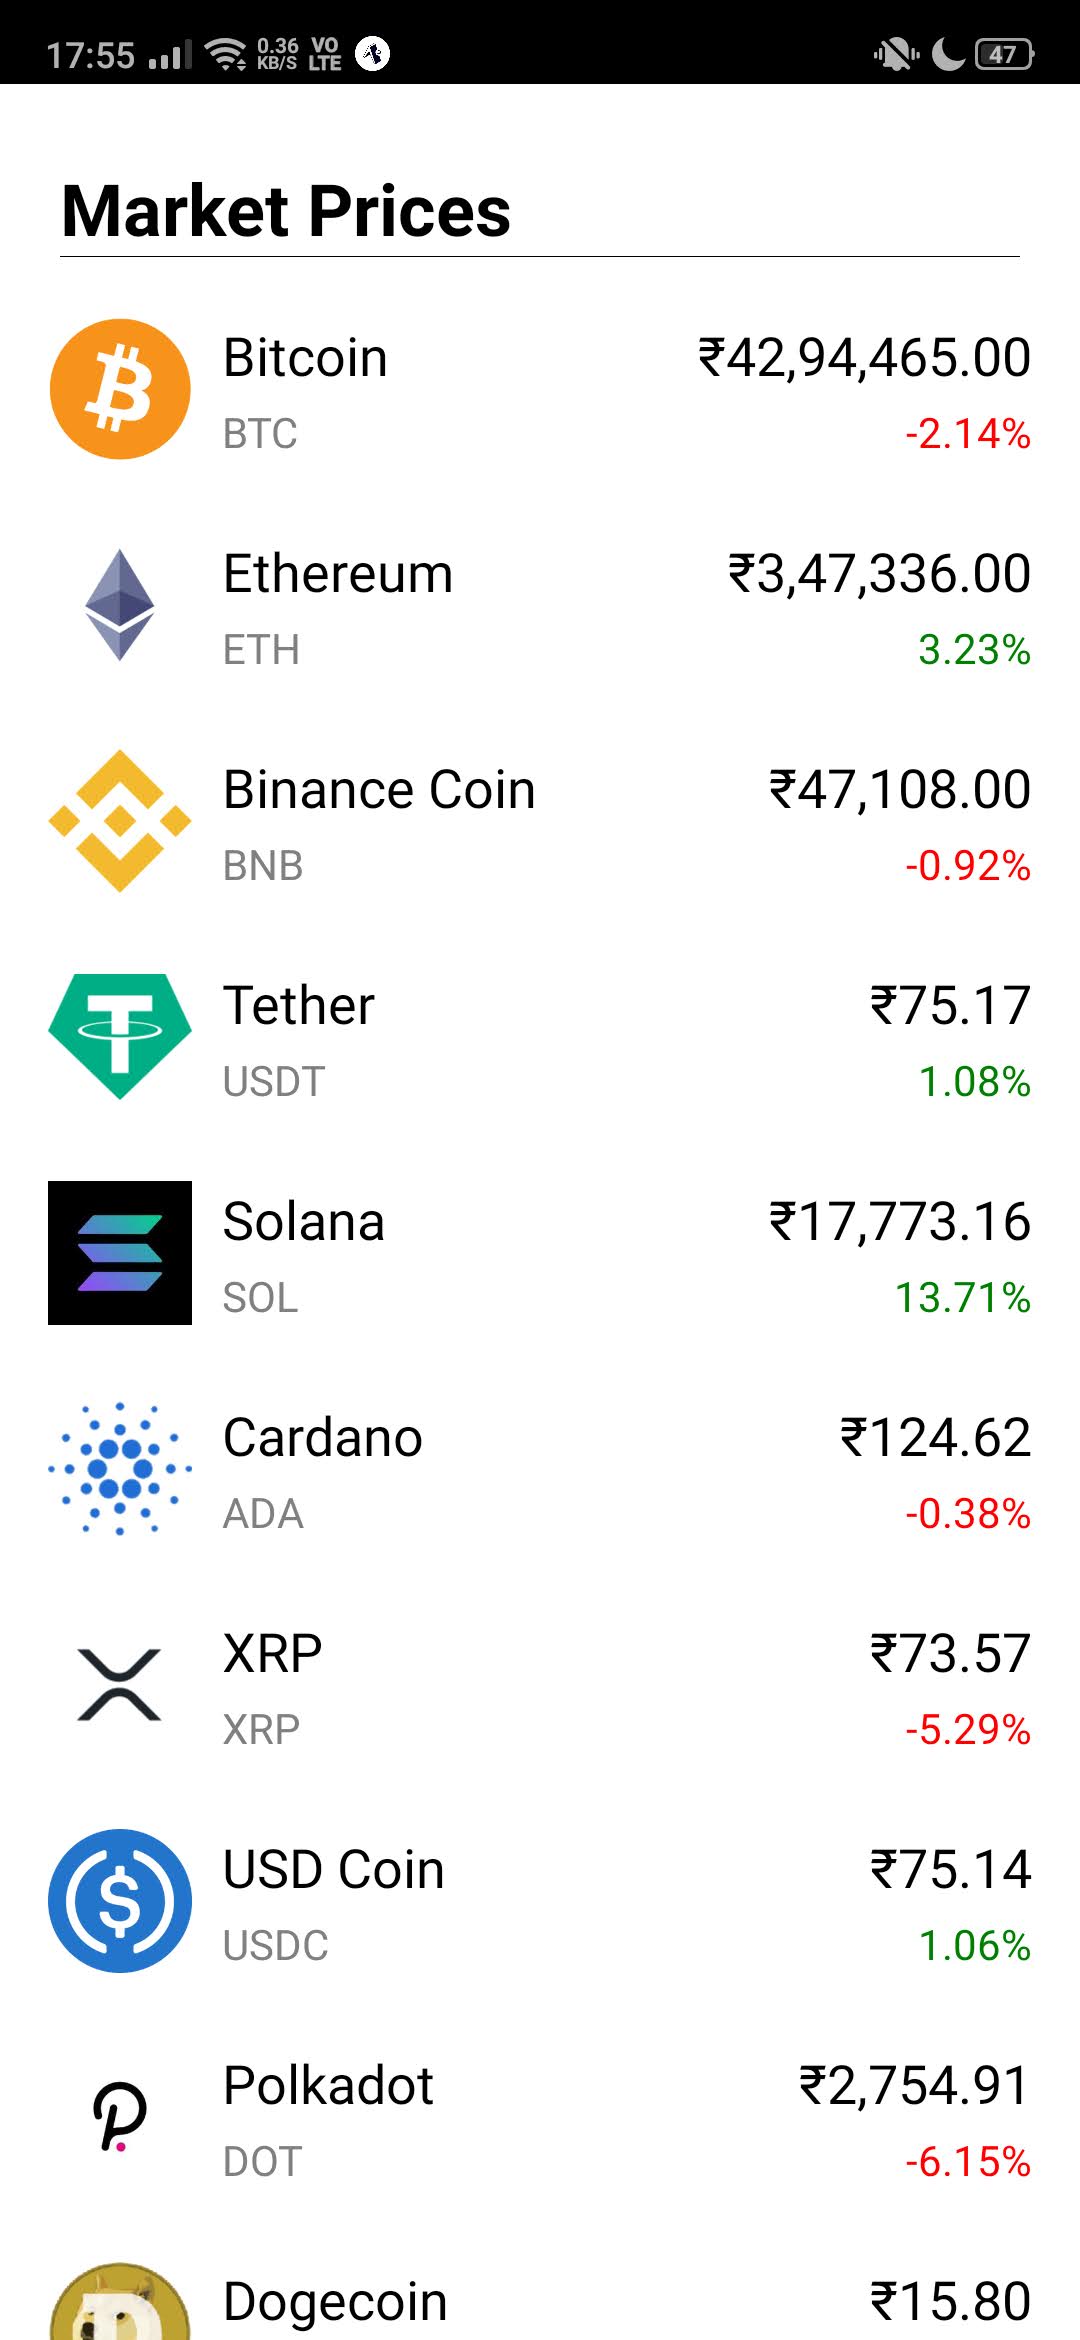 17:55 0.36 KB/S VO LTE 47
Market Prices
Bitcoin ₹42,94,465.00
BTC -2.14%
Ethereum ₹3,47,336.00
ETH 3.23%
Binance Coin ₹47,108.00
BNB -0.92%
Tether ₹75.17
USDT 1.08%
Solana ₹17,773.16
SOL 13.71%
Cardano ₹124.62
ADA -0.38%
XRP ₹73.57
XRP -5.29%
USD Coin ₹75.14
USDC 1.06%
Polkadot ₹2,754.91
DOT -6.15%
Dogecoin ₹15.80